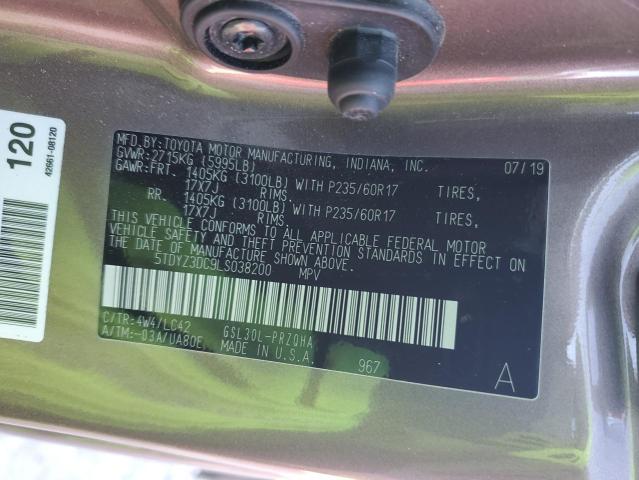 120
42661-08120
MFD.BY:TOYOTA MOTOR MANUFACTURING, INDIANA, INC. 07/19
GVWR:2715KG (5995LB)
GAWR:FRT. 1405KG (3100LB) WITH P235/60R17 TIRES,
17X7J RIMS.
RR. 1405KG (3100LB) WITH P235/60R17 TIRES,
17X7J RIMS.
THIS VEHICLE CONFORMS TO ALL APPLICABLE FEDERAL MOTOR
VEHICLE SAFETY AND THEFT PREVENTION STANDARDS IN EFFECT ON
THE DATE OF MANUFACTURE SHOWN ABOVE.
5TDYZ3DC9LS038200 MPV
C/TR:4W4/LC42 GSL30L-PRZQHA
A/TM:-03A/UA80E MADE IN U.S.A. 967
A